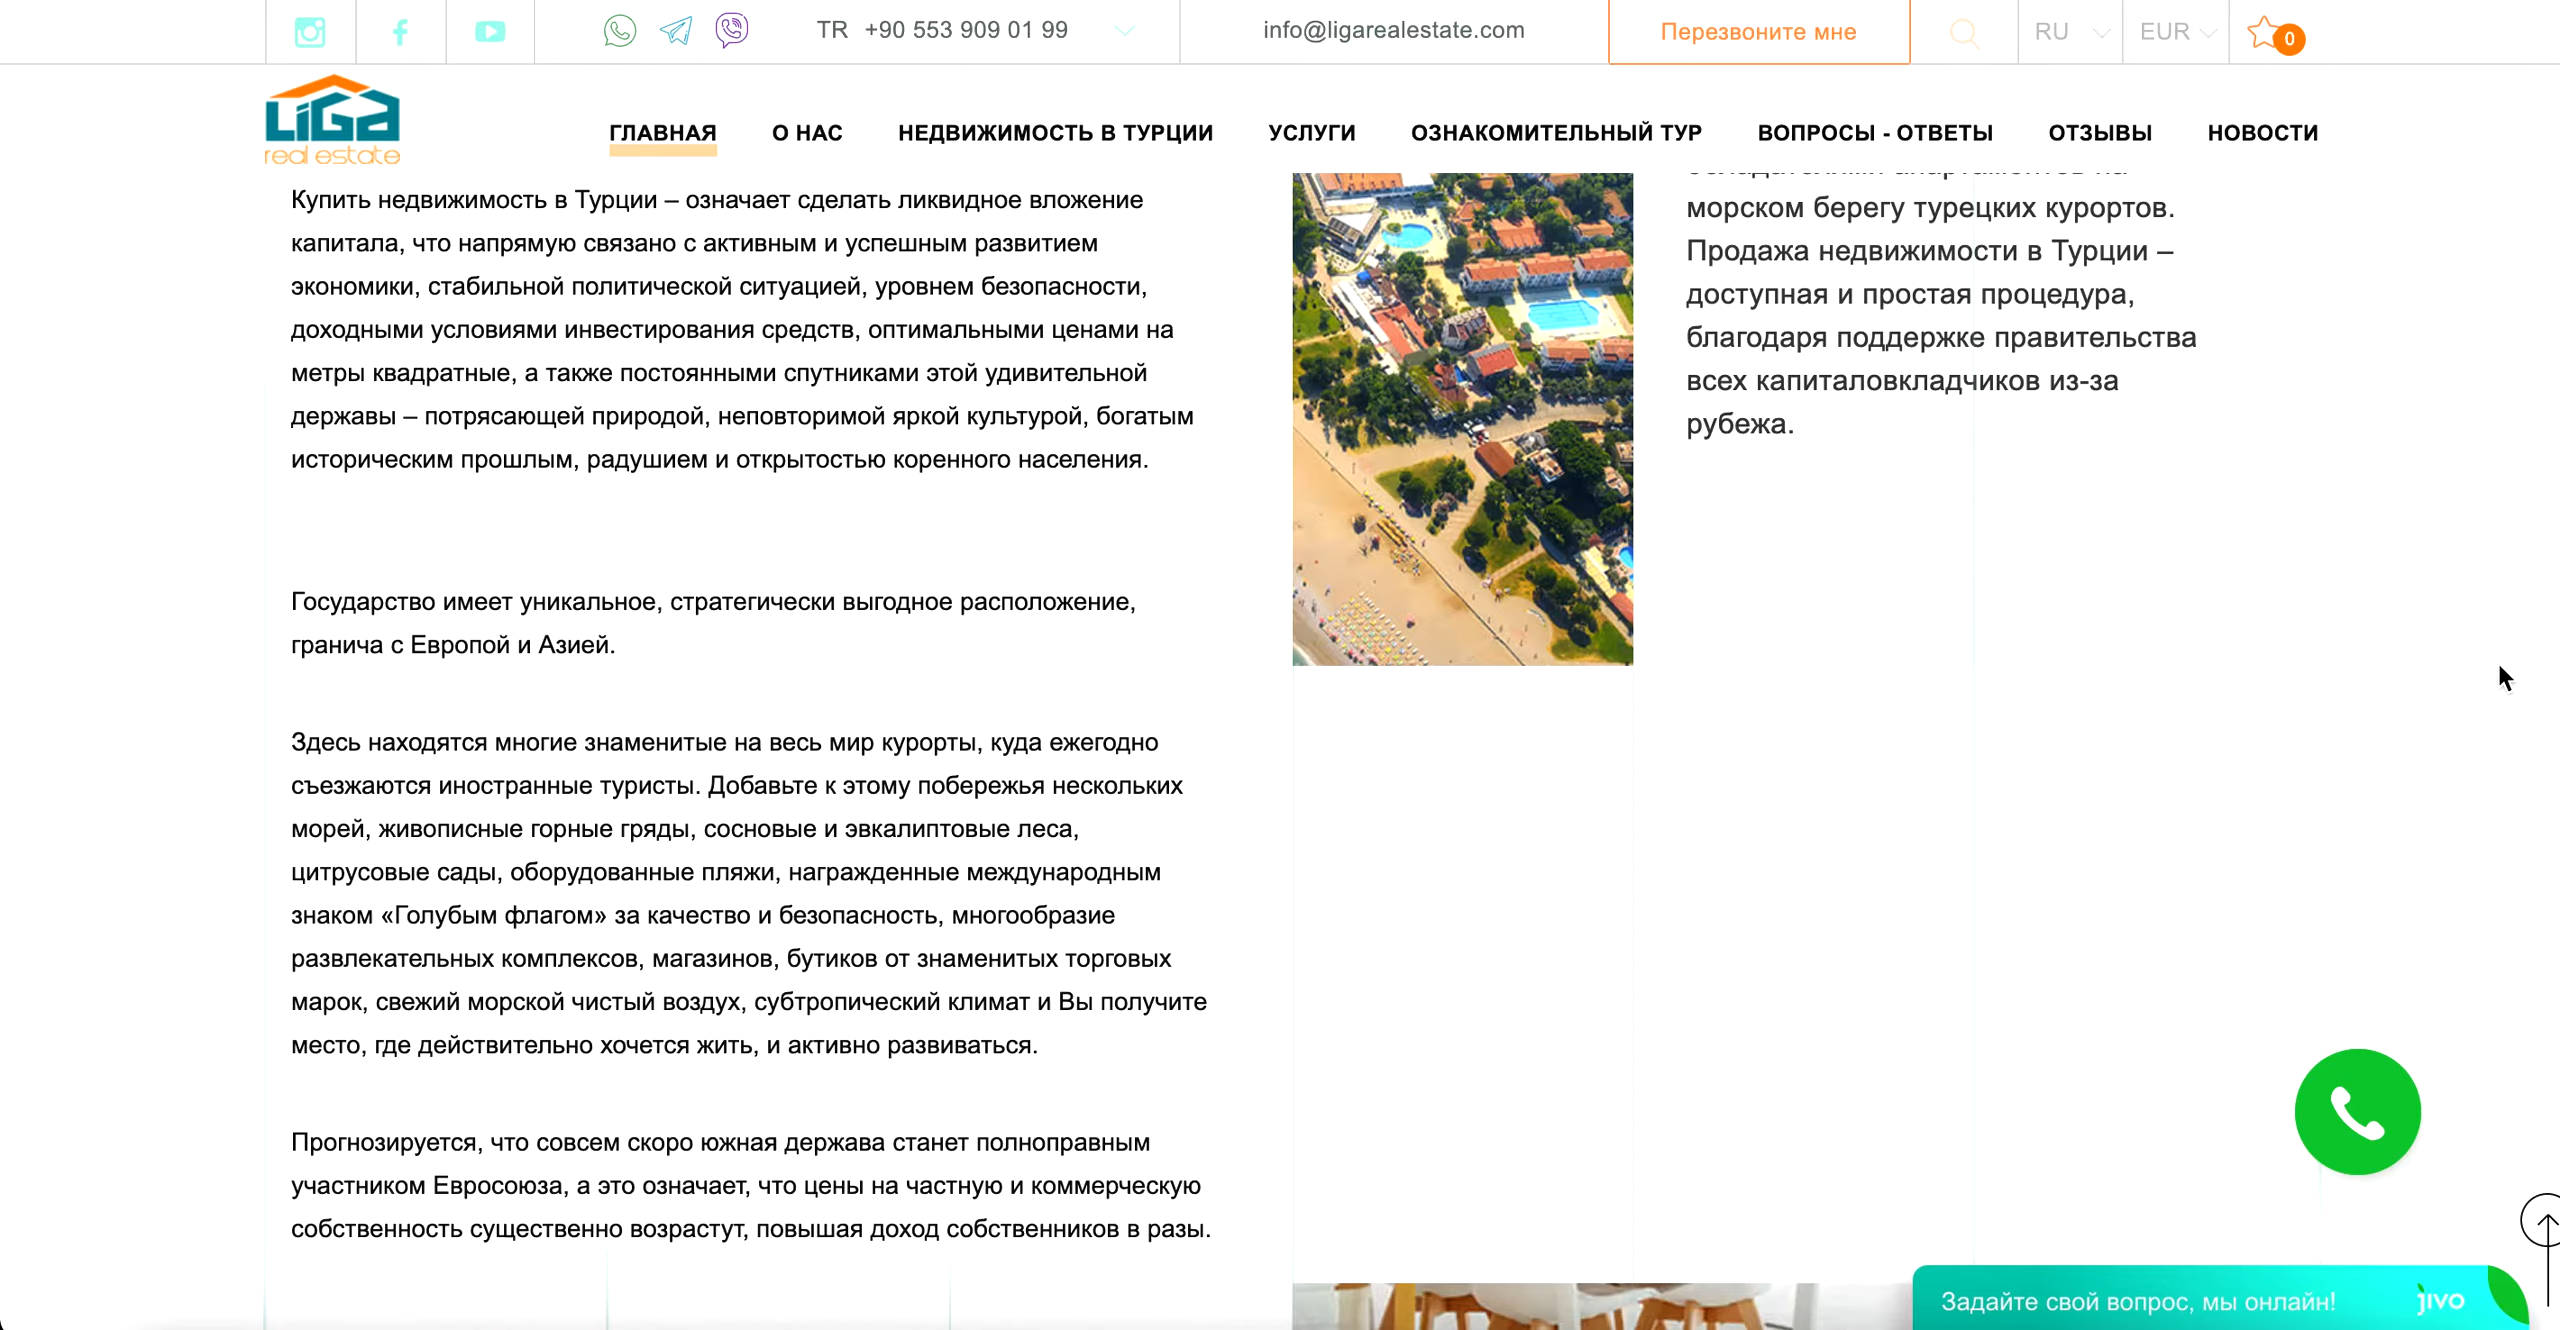 TR +90 553 909 01 99
info@ligarealestate.com
Перезвоните мне
RU
EUR
0
LiGa
real estate
ГЛАВНАЯ
О НАС
НЕДВИЖИМОСТЬ В ТУРЦИИ
УСЛУГИ
ОЗНАКОМИТЕЛЬНЫЙ ТУР
ВОПРОСЫ - ОТВЕТЫ
ОТЗЫВЫ
НОВОСТИ
Купить недвижимость в Турции – означает сделать ликвидное вложение
капитала, что напрямую связано с активным и успешным развитием
экономики, стабильной политической ситуацией, уровнем безопасности,
доходными условиями инвестирования средств, оптимальными ценами на
метры квадратные, а также постоянными спутниками этой удивительной
державы – потрясающей природой, неповторимой яркой культурой, богатым
историческим прошлым, радушием и открытостью коренного населения.
Государство имеет уникальное, стратегически выгодное расположение,
гранича с Европой и Азией.
Здесь находятся многие знаменитые на весь мир курорты, куда ежегодно
съезжаются иностранные туристы. Добавьте к этому побережья нескольких
морей, живописные горные гряды, сосновые и эвкалиптовые леса,
цитрусовые сады, оборудованные пляжи, награжденные международным
знаком «Голубым флагом» за качество и безопасность, многообразие
развлекательных комплексов, магазинов, бутиков от знаменитых торговых
марок, свежий морской чистый воздух, субтропический климат и Вы получите
место, где действительно хочется жить, и активно развиваться.
Прогнозируется, что совсем скоро южная держава станет полноправным
участником Евросоюза, а это означает, что цены на частную и коммерческую
собственность существенно возрастут, повышая доход собственников в разы.
морском берегу турецких курортов.
Продажа недвижимости в Турции –
доступная и простая процедура,
благодаря поддержке правительства
всех капиталовкладчиков из-за
рубежа.
Задайте свой вопрос, мы онлайн!
jivo